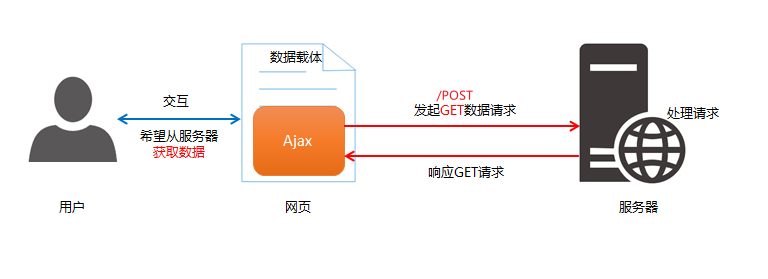 数据载体
交互
希望从服务器
获取数据
Ajax
/POST
发起GET数据请求
响应GET请求
处理请求
用户
网页
服务器